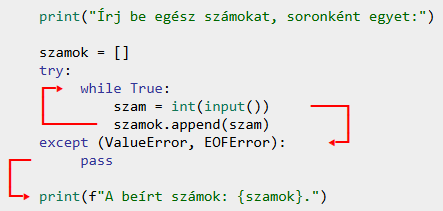 print("Írj be egész számokat, soronként egyet:")
szamok = []
try:
    while True:
        szam = int(input())
        szamok.append(szam)
except (ValueError, EOFError):
    pass
print(f"A beírt számok: {szamok}.")